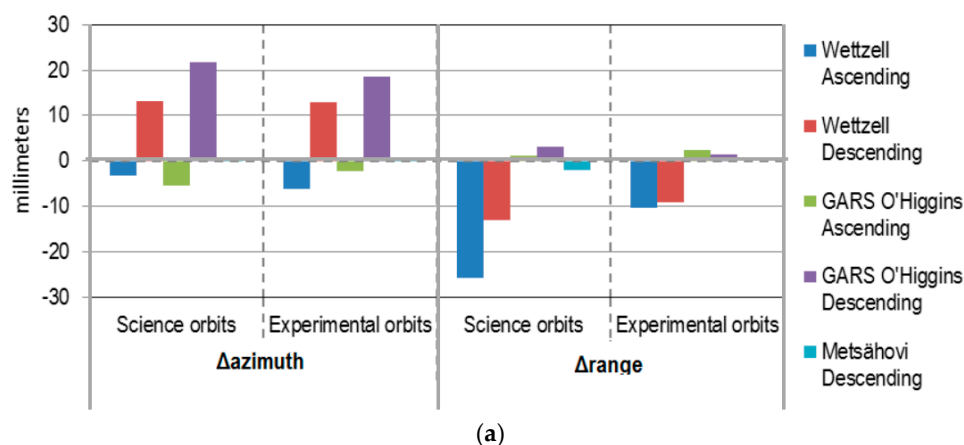 30
20
10
0
-10
-20
-30
millimeters
Science orbits
Experimental orbits
Science orbits
Experimental orbits
Δazimuth
Δrange
Wettzell
Ascending
Wettzell
Descending
GARS O'Higgins
Ascending
GARS O'Higgins
Descending
Metsähovi
Descending
(a)